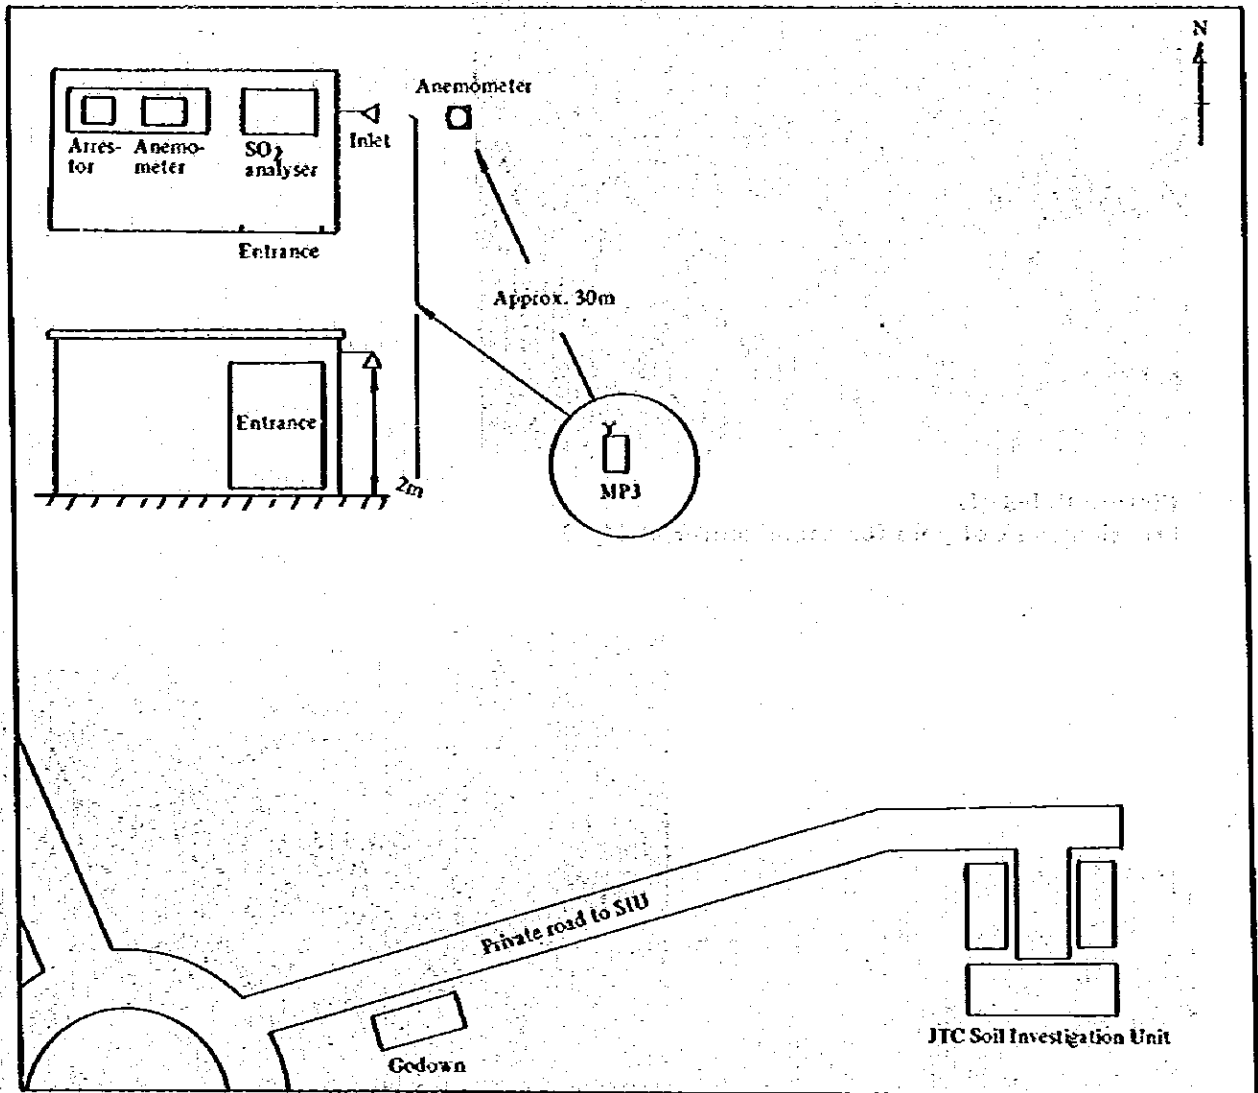 N
Anemometer
Arres-
tor
Anemo-
meter
SO2
analyser
Inlet
Entrance
Approx. 30m
Entrance
2m
MP3
Private road to SIU
Godown
JTC Soil Investigation Unit